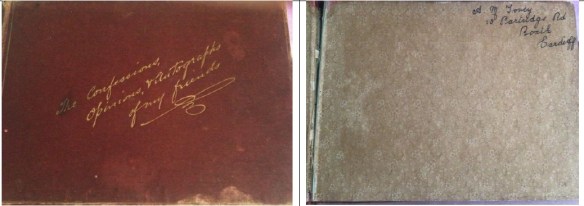 The Confessions,
Opinions, & Autographs
of my friends
18 Partridge Rd
Roath
Cardiff